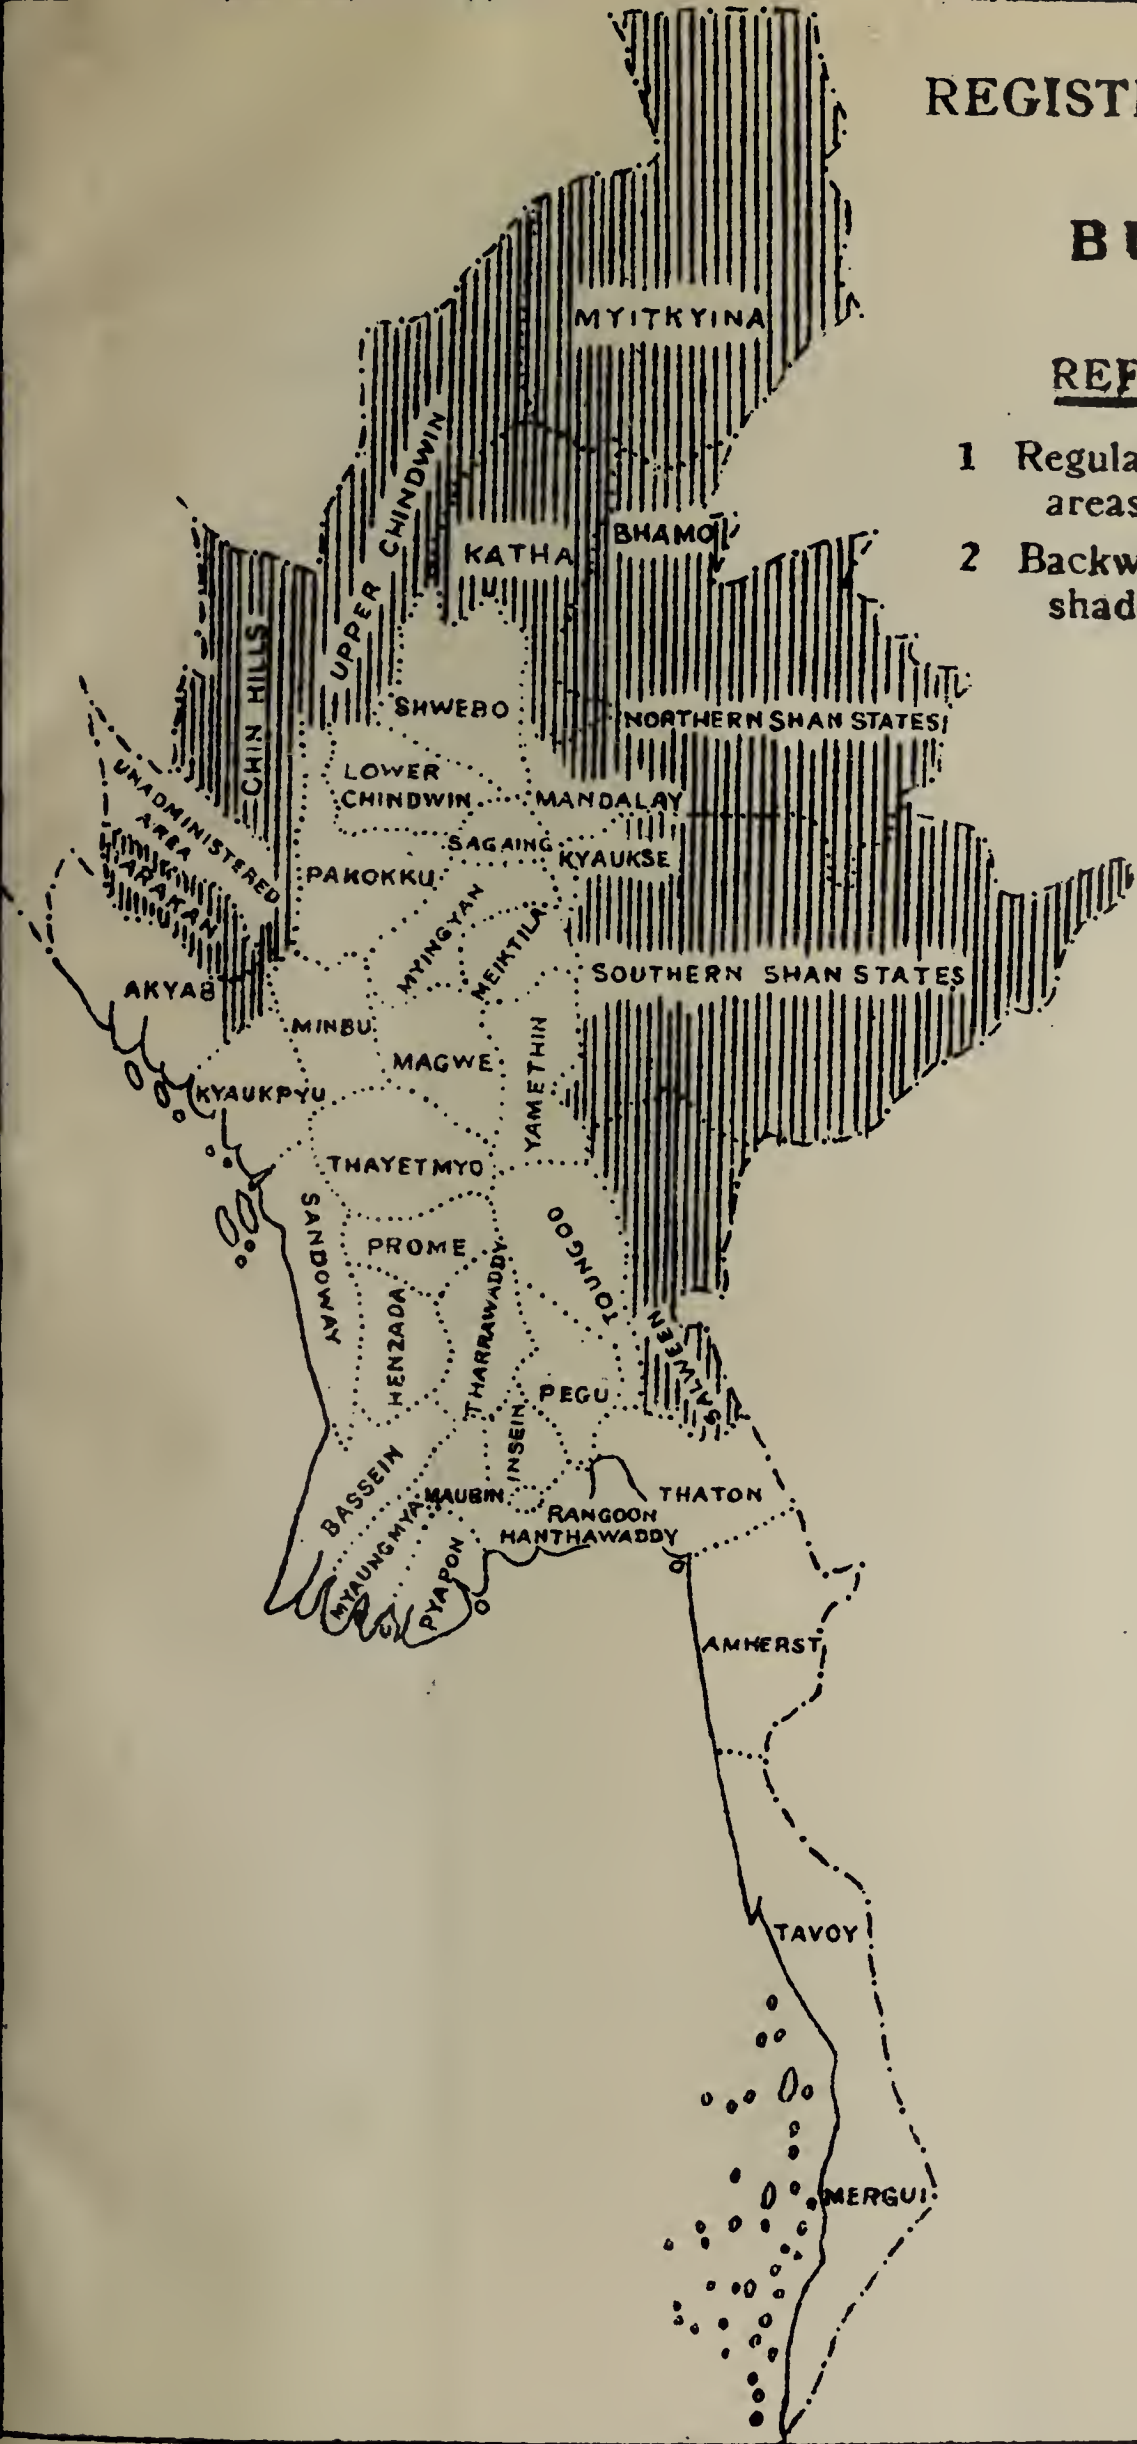 REGISTI
BU
REF
1 Regula
areas
2 Backw
shad
MYITKYINA
UPPER CHINDWIN
KATHA
BHAMO
CHIN HILLS
SHWEBO
NORTHERN SHAN STATES
LOWER
CHINDWIN
MANDALAY
UNADMINISTERED
AREA
ARAKAN
SAGAING
KYAUKSE
PAKOKKU
MYINGYAN
MEIKTILA
SOUTHERN SHAN STATES
AKYAB
MINBU
MAGWE
YAMETHIN
KYAUKPYU
THAYETMYO
SANDOWAY
PROME
TOUNGOO
HENZADA
THARRAWADDY
SALWEEN
PEGU
INSEIN
BASSEIN
MAUBIN
THATON
RANGOON
HANTHAWADDY
MYAUNGMYA
PYAPON
AMHERST
TAVOY
MERGUI